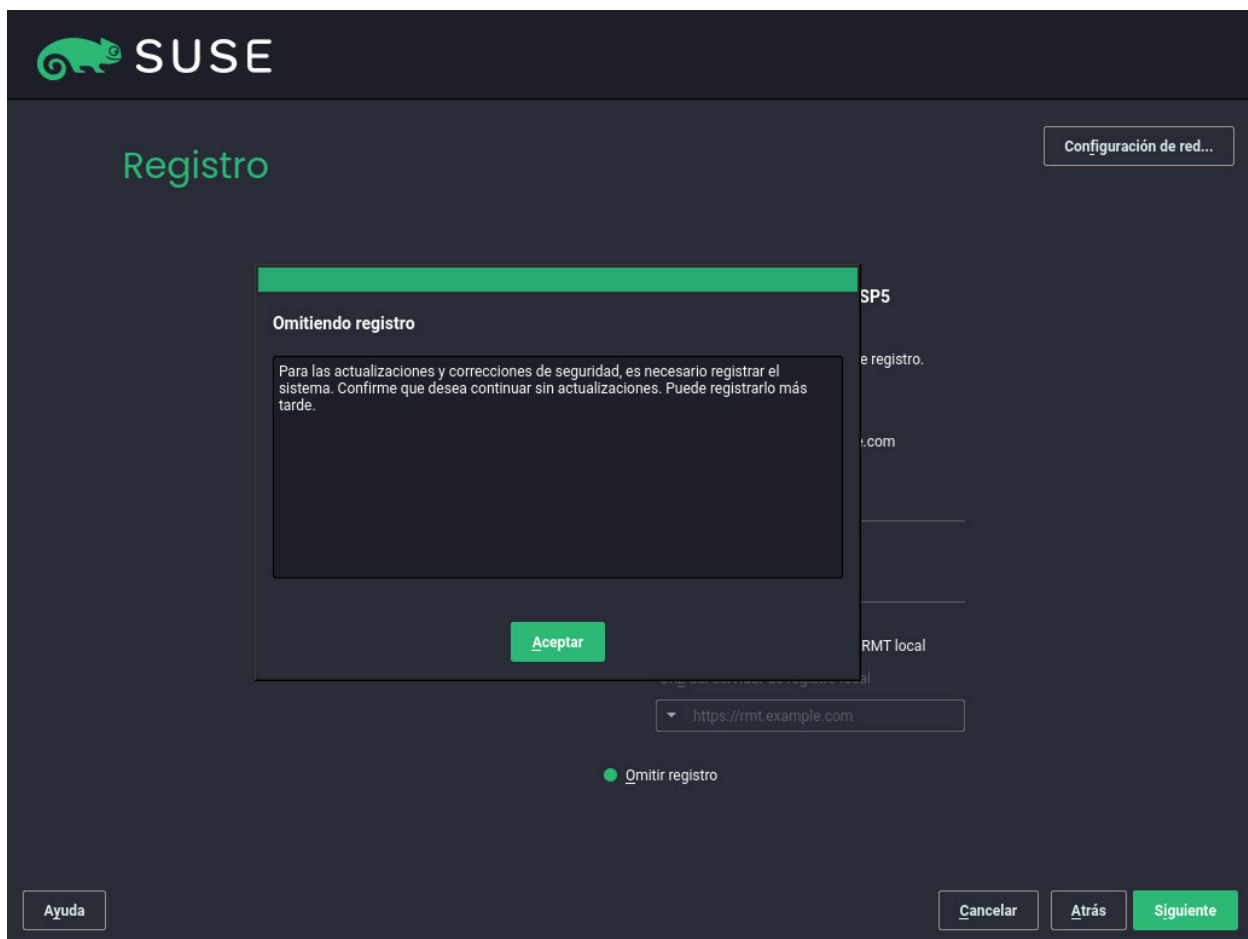 SUSE
Configuración de red...
Registro
SP5
Omitiendo registro
e registro.
Para las actualizaciones y correcciones de seguridad, es necesario registrar el
sistema. Confirme que desea continuar sin actualizaciones. Puede registrarlo más
tarde.
.com
Aceptar
RMT local
https://rmt.example.com
Omitir registro
Ayuda
Cancelar
Atrás
Siguiente